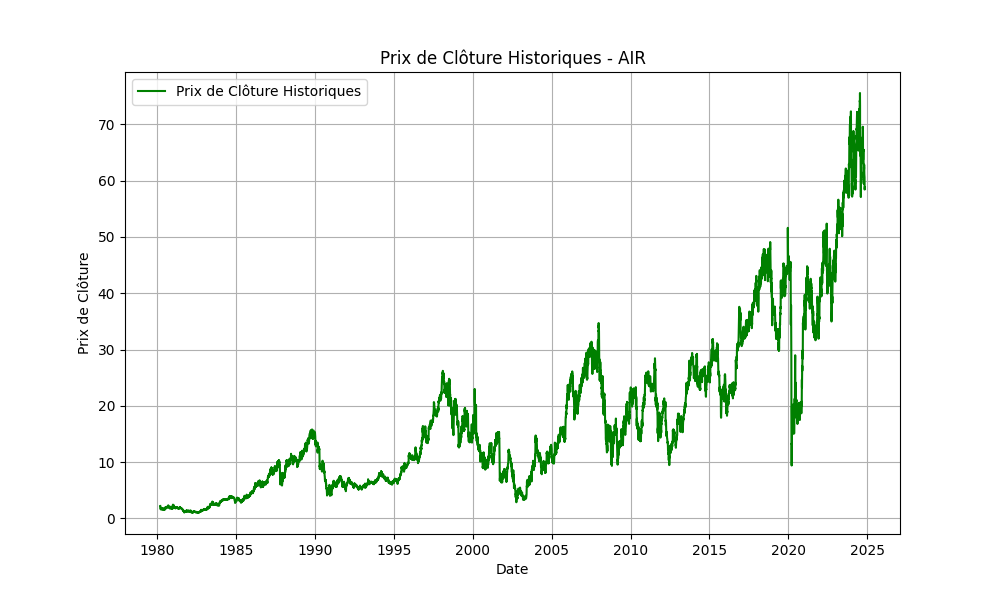 Prix de Clôture Historiques - AIR
Prix de Clôture Historiques
Prix de Clôture
70
60
50
40
30
20
10
0
1980 1985 1990 1995 2000 2005 2010 2015 2020 2025
Date